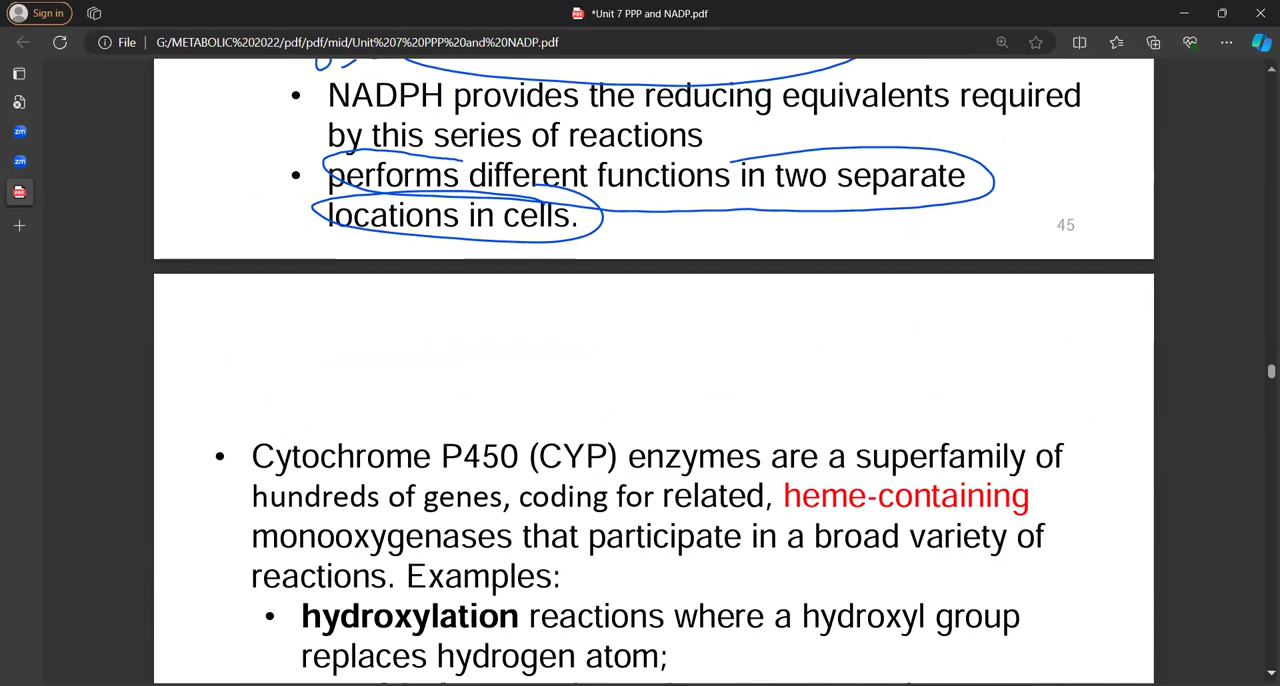 Sign in
*Unit 7 PPP and NADP.pdf
File
G:/METABOLIC%202022/pdf/pdf/mid/Unit%207%20PPP%20and%20NADP.pdf
• NADPH provides the reducing equivalents required
by this series of reactions
• performs different functions in two separate
locations in cells.
45
zm
zm
PDF
• Cytochrome P450 (CYP) enzymes are a superfamily of
hundreds of genes, coding for related, heme-containing
monooxygenases that participate in a broad variety of
reactions. Examples:
• hydroxylation reactions where a hydroxyl group
replaces hydrogen atom;